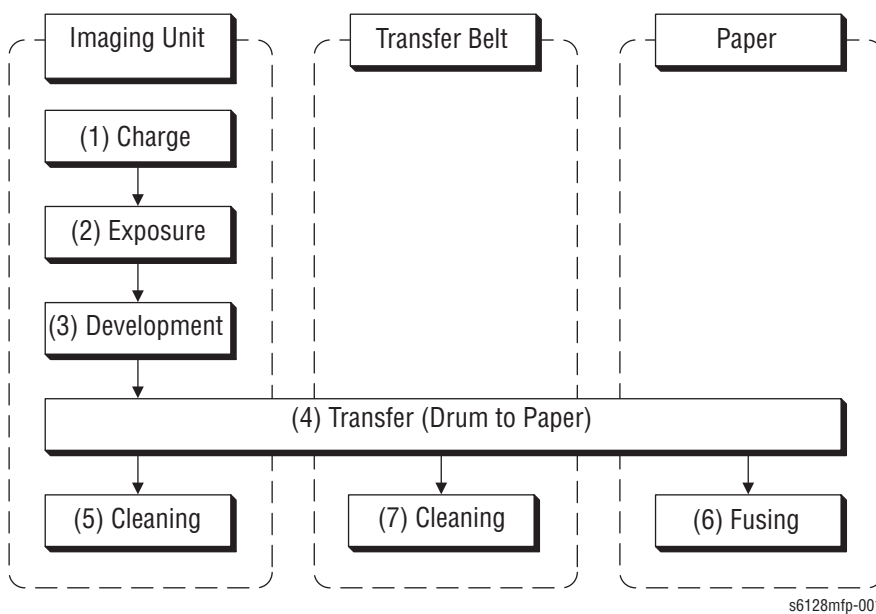 Imaging Unit
Transfer Belt
Paper
(1) Charge
(2) Exposure
(3) Development
(4) Transfer (Drum to Paper)
(5) Cleaning
(7) Cleaning
(6) Fusing
s6128mfp-001